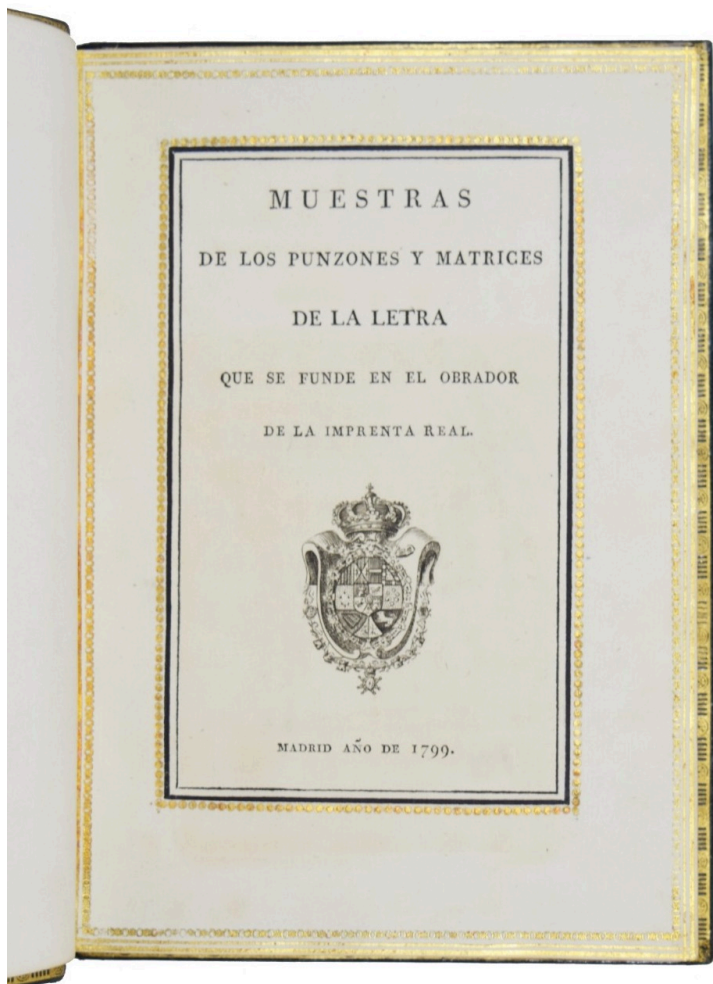 MUESTRAS
DE LOS PUNZONES Y MATRICES
DE LA LETRA
QUE SE FUNDE EN EL OBRADOR
DE LA IMPRENTA REAL.
MADRID AÑO DE 1799.